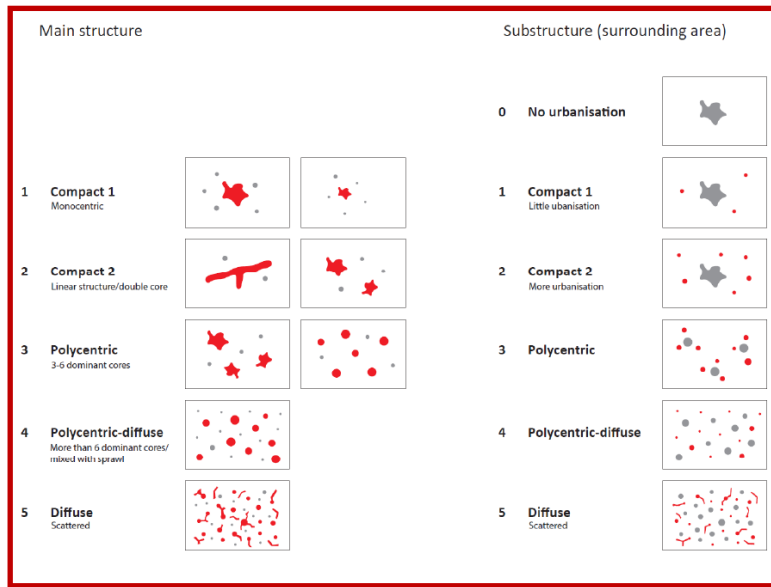 Main structure
Substructure (surrounding area)
0 No urbanisation
1 Compact 1
Monocentric
1 Compact 1
Little ubanisation
2 Compact 2
Linear structure/double core
2 Compact 2
More urbanisation
3 Polycentric
3-6 dominant cores
3 Polycentric
4 Polycentric-diffuse
More than 6 dominant cores/
mixed with sprawl
4 Polycentric-diffuse
5 Diffuse
Scattered
5 Diffuse
Scattered